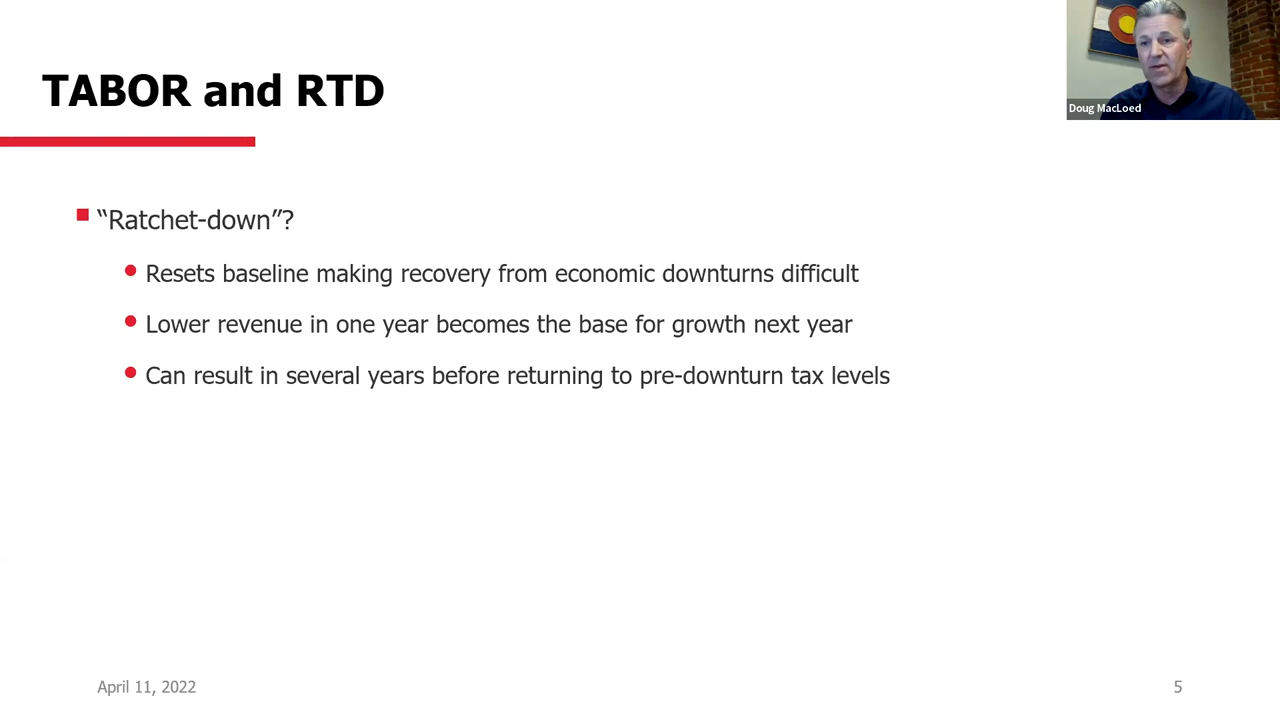 TABOR and RTD
Doug MacLoed
“Ratchet-down”?
Resets baseline making recovery from economic downturns difficult
Lower revenue in one year becomes the base for growth next year
Can result in several years before returning to pre-downturn tax levels
April 11, 2022
5